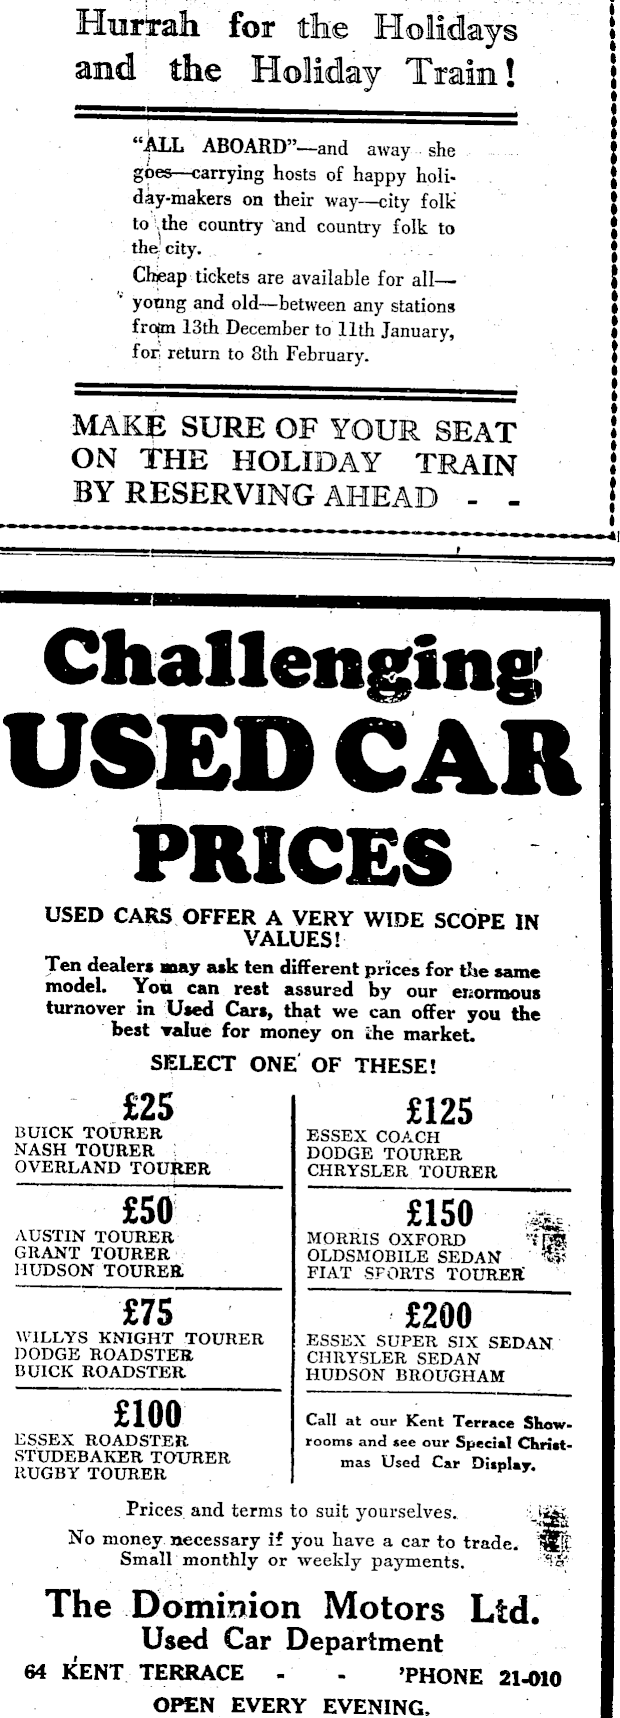 Hurrah for the Holidays
and the Holiday Train!
"ALL ABOARD"—and away she
goes—carrying hosts of happy holi-
day-makers on their way—city folk
to the country and country folk to
the city.
Cheap tickets are available for all—
young and old—between any stations
from 13th December to 11th January,
for return to 8th February.
MAKE SURE OF YOUR SEAT
ON THE HOLIDAY TRAIN
BY RESERVING AHEAD - -
Challenging
USED CAR
PRICES
USED CARS OFFER A VERY WIDE SCOPE IN
VALUES!
Ten dealers may ask ten different prices for the same
model. You can rest assured by our enormous
turnover in Used Cars, that we can offer you the
best value for money on the market.
SELECT ONE OF THESE!
£25
BUICK TOURER
NASH TOURER
OVERLAND TOURER
£50
AUSTIN TOURER
GRANT TOURER
HUDSON TOURER
£75
WILLYS KNIGHT TOURER
DODGE ROADSTER
BUICK ROADSTER
£100
ESSEX ROADSTER
STUDEBAKER TOURER
RUGBY TOURER
£125
ESSEX COACH
DODGE TOURER
CHRYSLER TOURER
£150
MORRIS OXFORD
OLDSMOBILE SEDAN
FIAT SPORTS TOURER
£200
ESSEX SUPER SIX SEDAN
CHRYSLER SEDAN
HUDSON BROUGHAM
Call at our Kent Terrace Show-
rooms and see our Special Christ-
mas Used Car Display.
Prices and terms to suit yourselves.
No money necessary if you have a car to trade.
Small monthly or weekly payments.
The Dominion Motors Ltd.
Used Car Department
64 KENT TERRACE - - 'PHONE 21-010
OPEN EVERY EVENING.